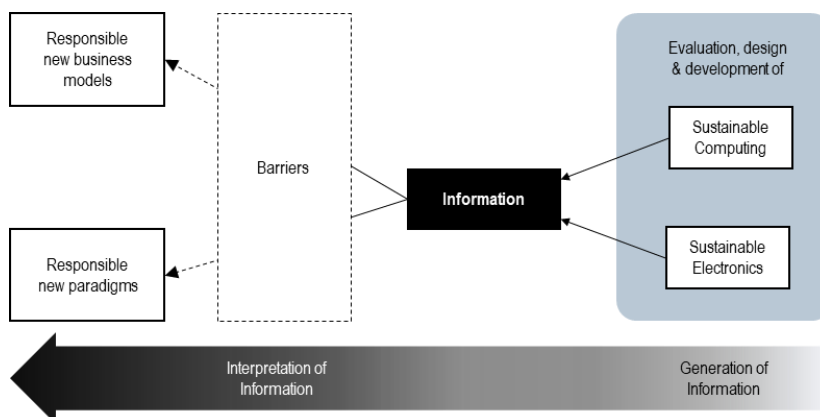 Responsible
new business
models
Barriers
Responsible
new paradigms
Information
Evaluation, design
& development of
Sustainable
Computing
Sustainable
Electronics
Interpretation of
Information
Generation of
Information